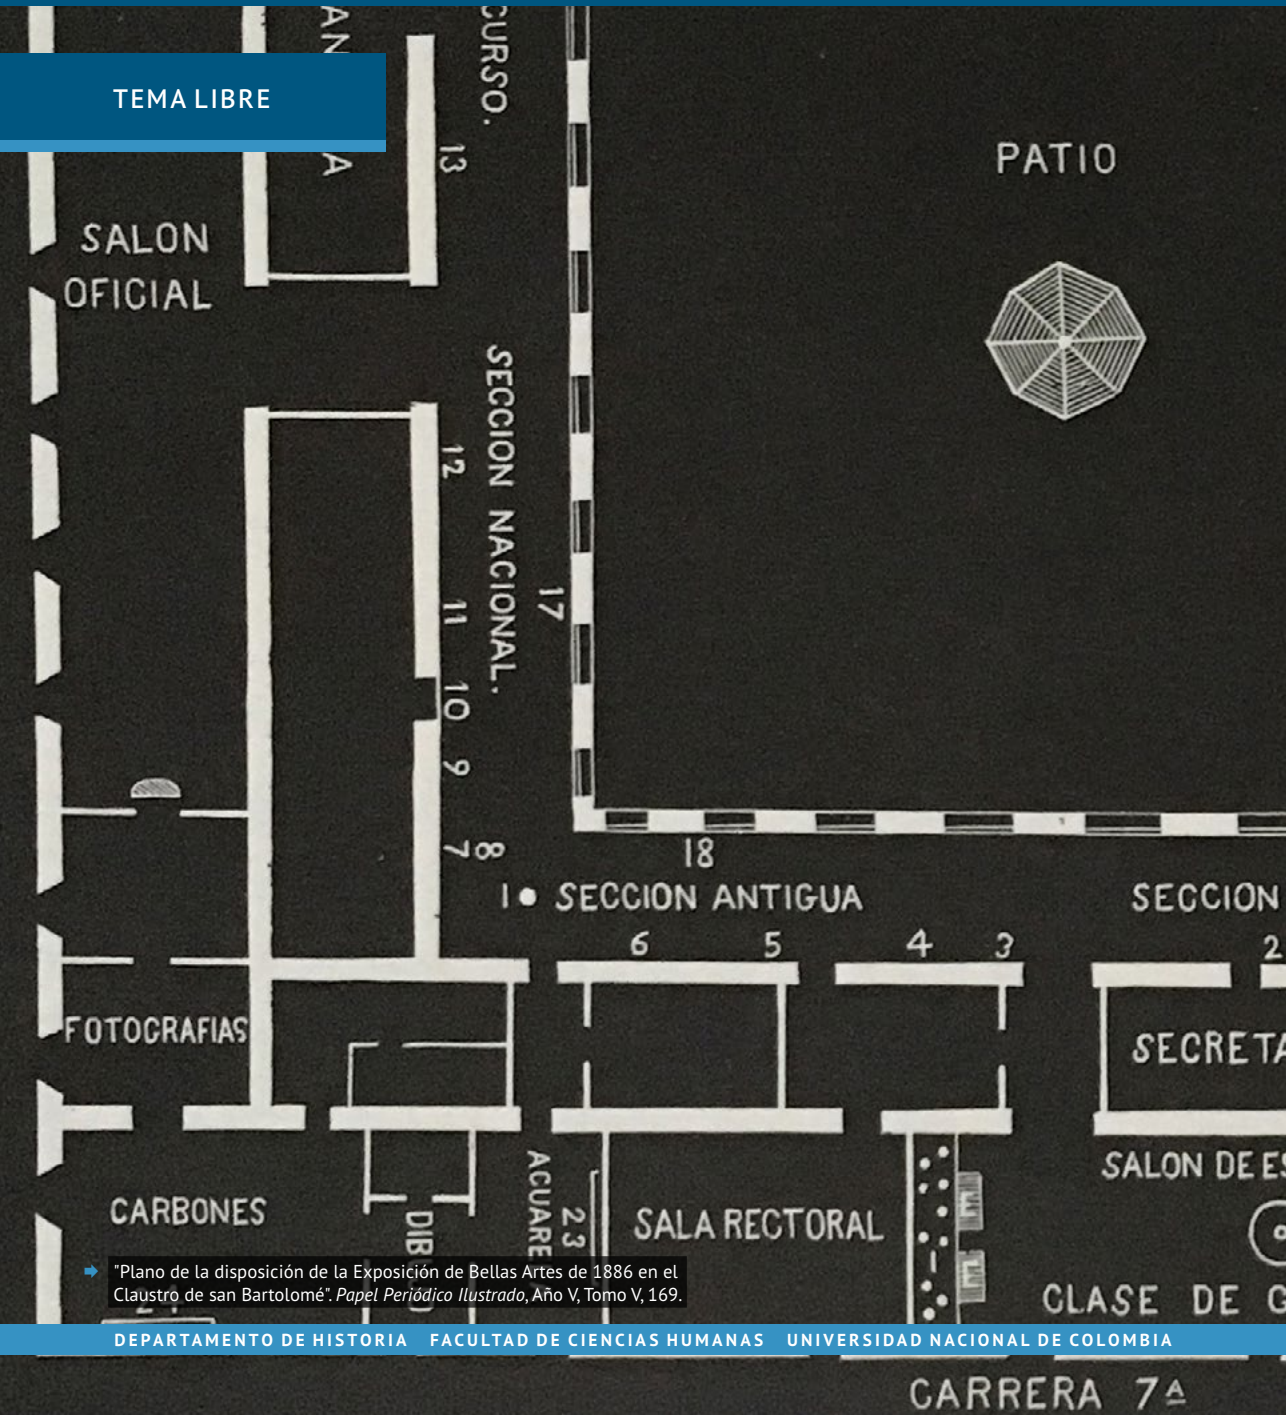 CURSO.
TEMA LIBRE
13
PATIO
SALON
OFICIAL
SECCION NACIONAL.
12
11
17
10
9
7
8
18
1 SECCION ANTIGUA
SECCION
6
5
4
3
2
FOTOGRAFIAS
CARBONES
23
SALA RECTORAL
SALON DE
CLASE DE
"Plano de la disposición de la Exposición de Bellas Artes de 1886 en el
Claustro de san Bartolomé". Papel Periódico Ilustrado, Año V, Tomo V, 169.
DEPARTAMENTO DE HISTORIA FACULTAD DE CIENCIAS HUMANAS UNIVERSIDAD NACIONAL DE COLOMBIA
CARRERA 7ª